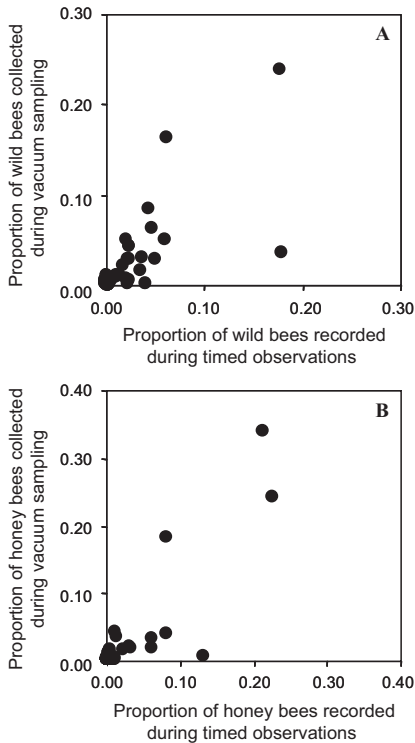 0.30
A
0.20
0.10
0.00
0.00 0.10 0.20 0.30
Proportion of wild bees collected
during vacuum sampling
Proportion of wild bees recorded
during timed observations
0.40
B
0.30
0.20
0.10
0.00
0.00 0.10 0.20 0.30 0.40
Proportion of honey bees collected
during vacuum sampling
Proportion of honey bees recorded
during timed observations